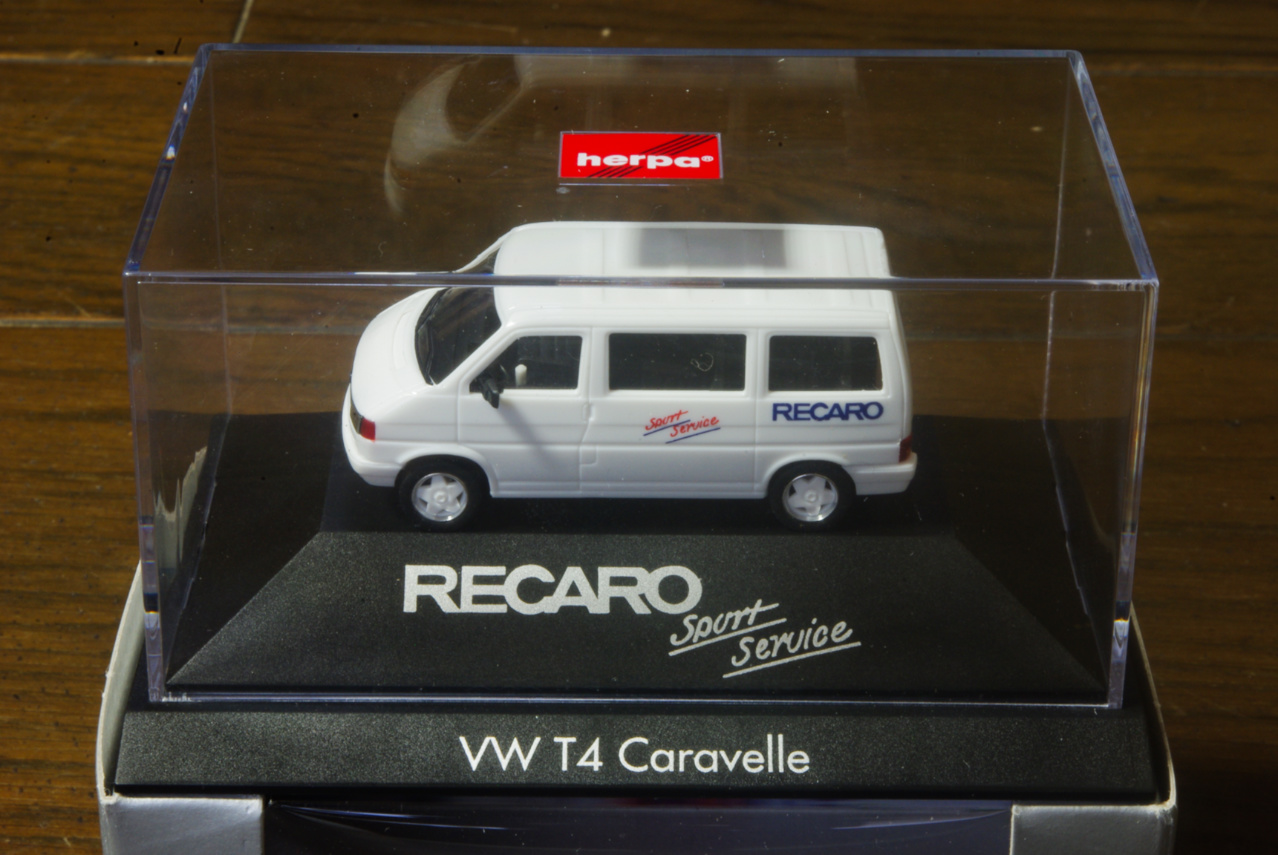 herpa®
Sport
Service
RECARO
RECARO
Sport
Service
VW T4 Caravelle